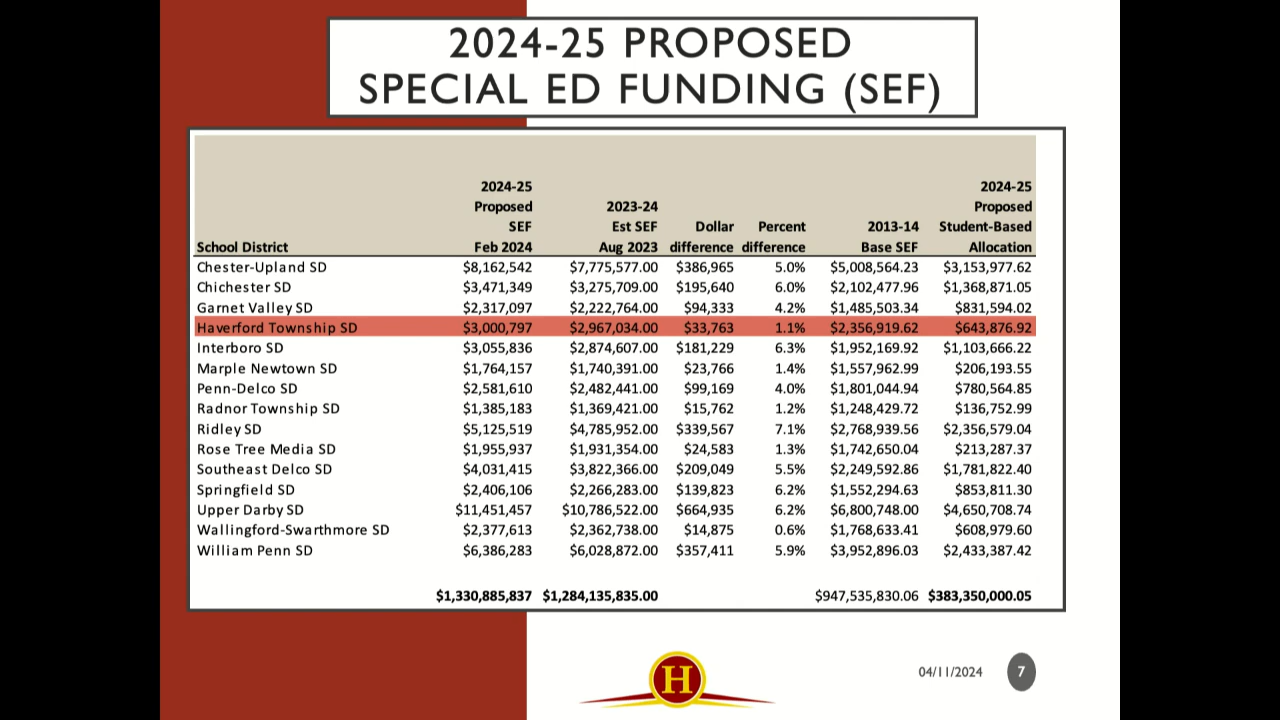 2024-25 PROPOSED
SPECIAL ED FUNDING (SEF)
2024-25 2024-25
Proposed 2023-24 Proposed
SEF Est SEF Dollar Percent 2013-14 Student-Based
School District Feb 2024 Aug 2023 difference difference Base SEF Allocation
Chester-Upland SD $8,162,542 $7,775,577.00 $386,965 5.0% $5,008,564.23 $3,153,977.62
Chichester SD $3,471,349 $3,275,709.00 $195,640 6.0% $2,102,477.96 $1,368,871.05
Garnet Valley SD $2,317,097 $2,222,764.00 $94,333 4.2% $1,485,503.34 $831,594.02
Haverford Township SD $3,000,797 $2,967,034.00 $33,763 1.1% $2,356,919.62 $643,876.92
Interboro SD $3,055,836 $2,874,607.00 $181,229 6.3% $1,952,169.92 $1,103,666.22
Marple Newtown SD $1,764,157 $1,740,391.00 $23,766 1.4% $1,557,962.99 $206,193.55
Penn-Delco SD $2,581,610 $2,482,441.00 $99,169 4.0% $1,801,044.94 $780,564.85
Radnor Township SD $1,385,183 $1,369,421.00 $15,762 1.2% $1,248,429.72 $136,752.99
Ridley SD $5,125,519 $4,785,952.00 $339,567 7.1% $2,768,939.56 $2,356,579.04
Rose Tree Media SD $1,955,937 $1,931,354.00 $24,583 1.3% $1,742,650.04 $213,287.37
Southeast Delco SD $4,031,415 $3,822,366.00 $209,049 5.5% $2,249,592.86 $1,781,822.40
Springfield SD $2,406,106 $2,266,283.00 $139,823 6.2% $1,552,294.63 $853,811.30
Upper Darby SD $11,451,457 $10,786,522.00 $664,935 6.2% $6,800,748.00 $4,650,708.74
Wallingford-Swarthmore SD $2,377,613 $2,362,738.00 $14,875 0.6% $1,768,633.41 $608,979.60
William Penn SD $6,386,283 $6,028,872.00 $357,411 5.9% $3,952,896.03 $2,433,387.42
$1,330,885,837 $1,284,135,835.00 $947,535,830.06 $383,350,000.05
H
04/11/2024 7